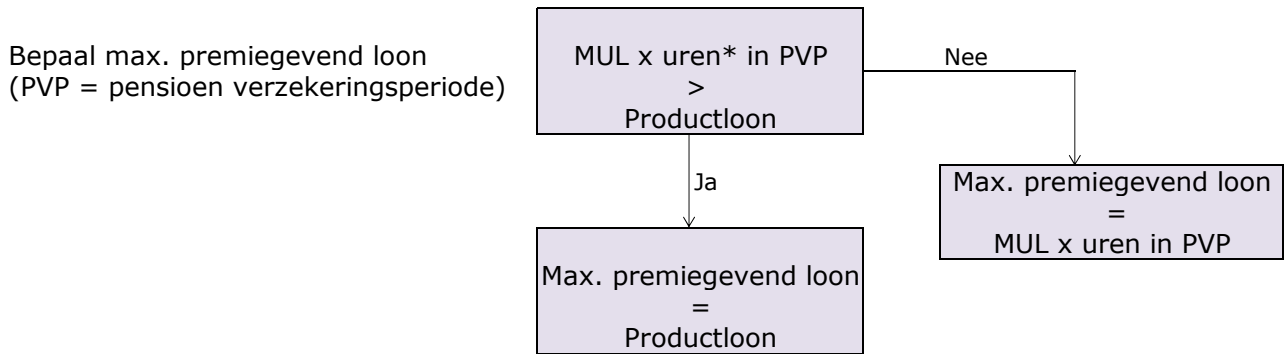 Bepaal max. premiegevend loon
(PVP = pensioen verzekeringsperiode)
MUL x uren* in PVP
>
Productloon
Nee
Ja
Max. premiegevend loon
=
MUL x uren in PVP
Max. premiegevend loon
=
Productloon